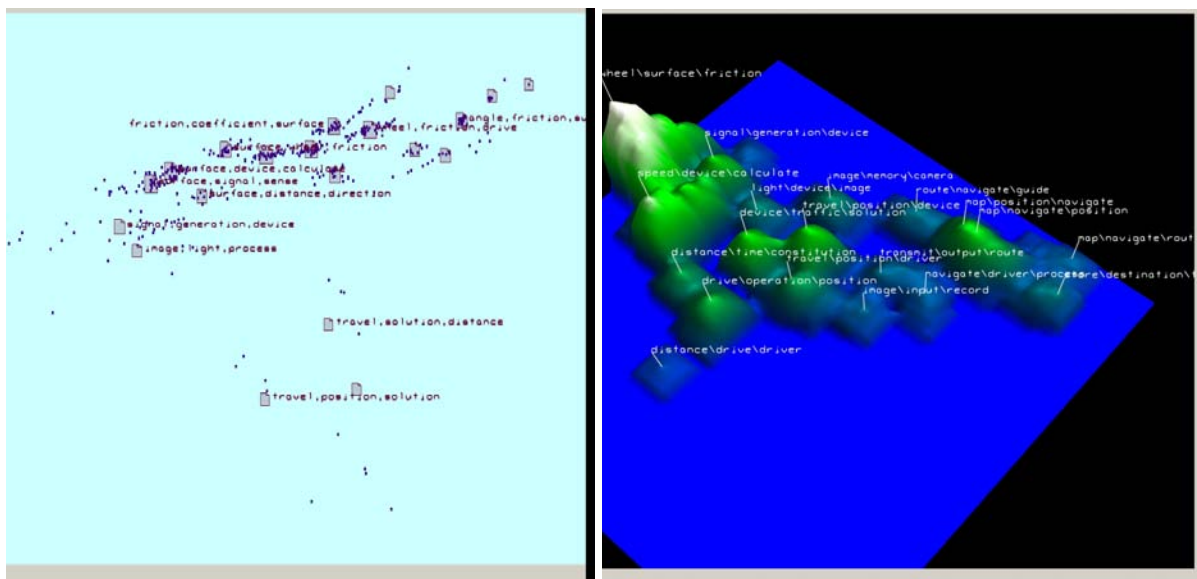 friction,coefficient,surface
angle,friction,su
wheel,friction,drive
surface,wheel,friction
surface,device,calculate
face,signal,sense
surface,distance,direction
signal,generation,device
image,light,process
travel,solution,distance
travel,position,solution
wheel\surface\friction
signal\generation\device
speed\device\calculate
image\memory\camera
light\device\image
route\navigate\guide
travel\position\device
map\position\navigate
device\traffic\solution
map\navigate\position
distance\time\constitution
transmit\output\route
map\navigate\rout
travel\position\driver
navigate\driver\process
drive\operation\position
image\input\record
distance\drive\driver